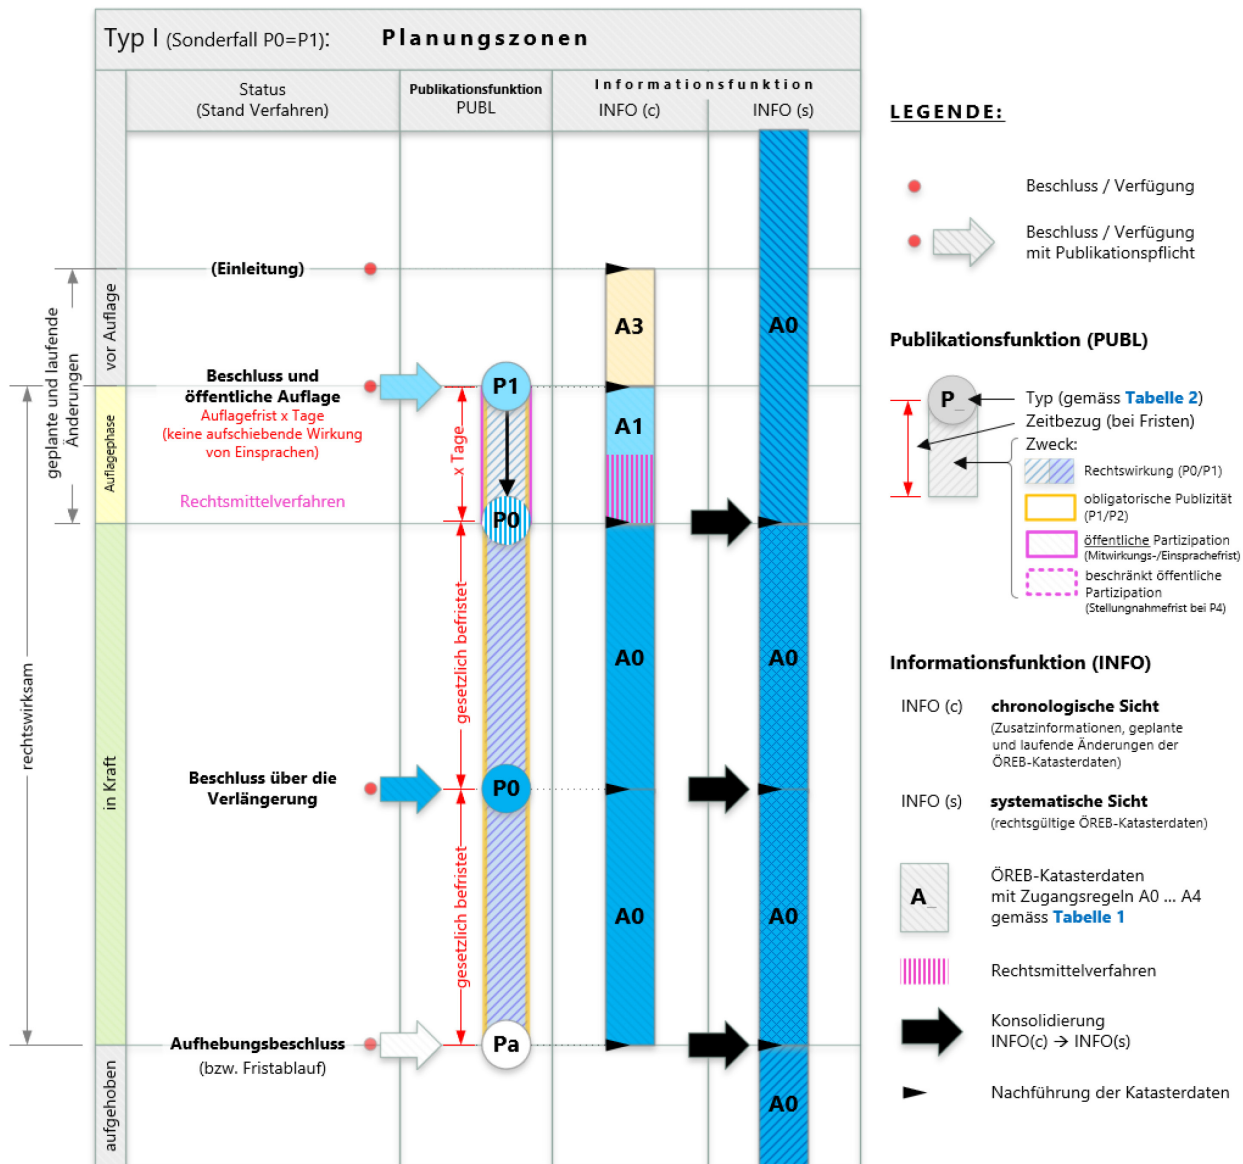 Typ I (Sonderfall P0=P1): Planungszonen
Status
(Stand Verfahren)
Publikationsfunktion
PUBL
Informationsfunktion
INFO (c)
INFO (s)
geplante und laufende
Änderungen
rechtswirksam
vor Auflage
Auflagephase
in Kraft
aufgehoben
(Einleitung)
Beschluss und
öffentliche Auflage
Auflagefrist x Tage
(keine aufschiebende Wirkung
von Einsprachen)
Rechtsmittelverfahren
Beschluss über die
Verlängerung
Aufhebungsbeschluss
(bzw. Fristablauf)
x Tage
gesetzlich befristet
gesetzlich befristet
P1
P0
P0
Pa
A3
A1
A0
A0
A0
A0
A0
A0
LEGENDE:
Beschluss / Verfügung
Beschluss / Verfügung
mit Publikationspflicht
Publikationsfunktion (PUBL)
P_
Typ (gemäss Tabelle 2)
Zeitbezug (bei Fristen)
Zweck:
Rechtswirkung (P0/P1)
obligatorische Publizität
(P1/P2)
öffentliche Partizipation
(Mitwirkungs-/Einsprachefrist)
beschränkt öffentliche
Partizipation
(Stellungnahmefrist bei P4)
Informationsfunktion (INFO)
INFO (c) chronologische Sicht
(Zusatzinformationen, geplante
und laufende Änderungen der
ÖREB-Katasterdaten)
INFO (s) systematische Sicht
(rechtsgültige ÖREB-Katasterdaten)
A_
ÖREB-Katasterdaten
mit Zugangsregeln A0 ... A4
gemäss Tabelle 1
Rechtsmittelverfahren
Konsolidierung
INFO(c) → INFO(s)
Nachführung der Katasterdaten